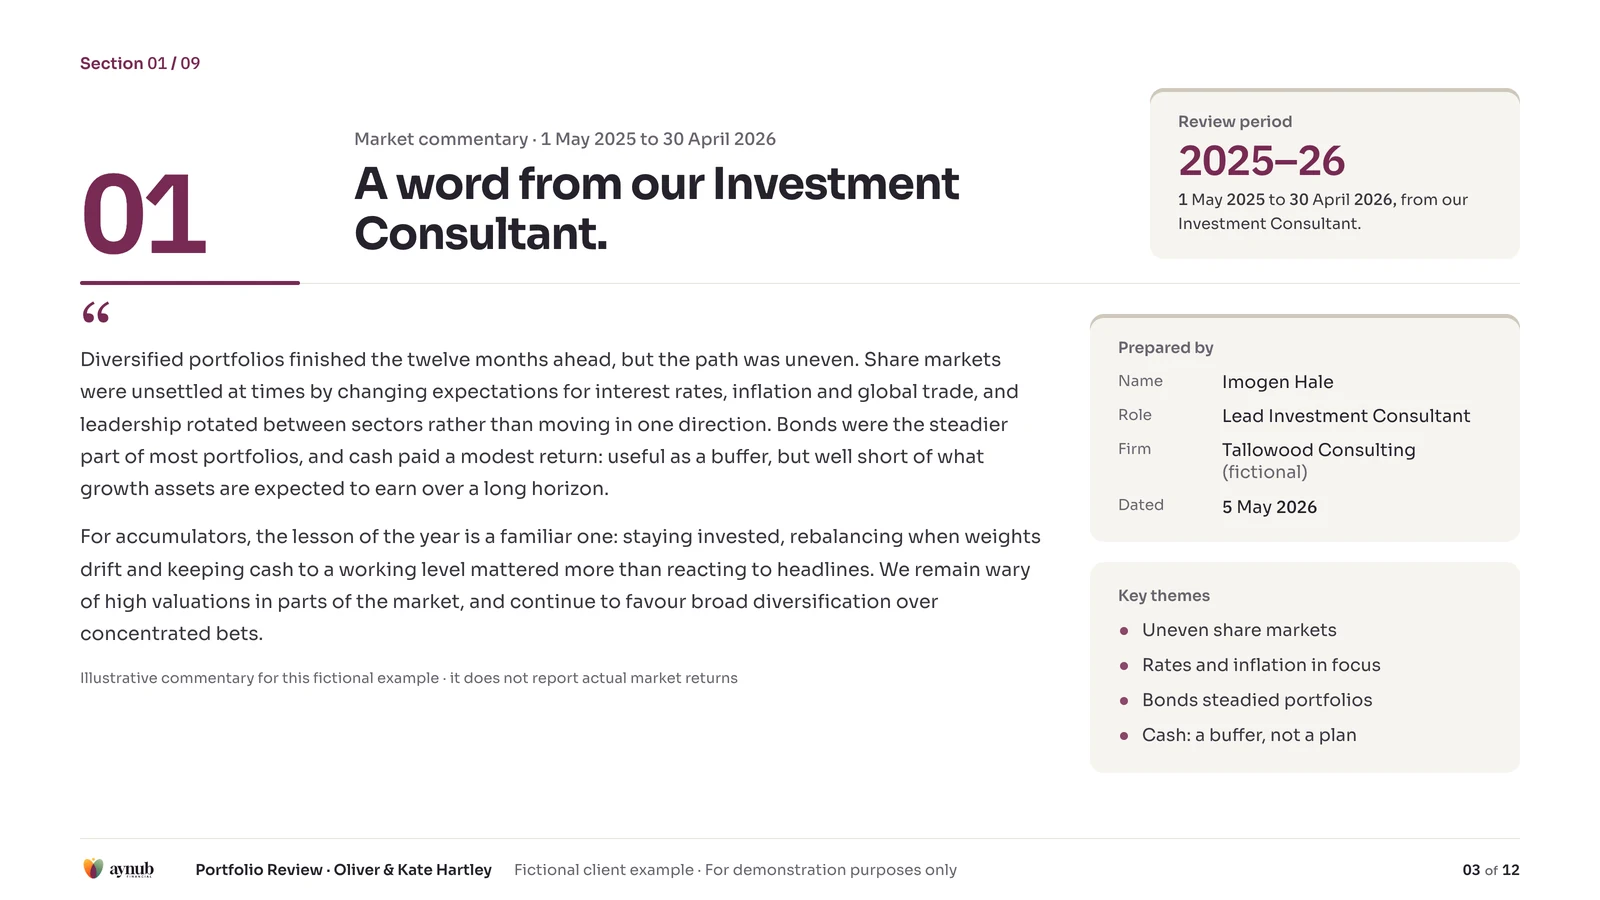 Section 01 / 09
01
Market commentary · 1 May 2025 to 30 April 2026
A word from our Investment
Consultant.
Review period
2025–26
1 May 2025 to 30 April 2026, from our
Investment Consultant.
“
Diversified portfolios finished the twelve months ahead, but the path was uneven. Share markets
were unsettled at times by changing expectations for interest rates, inflation and global trade, and
leadership rotated between sectors rather than moving in one direction. Bonds were the steadier
part of most portfolios, and cash paid a modest return: useful as a buffer, but well short of what
growth assets are expected to earn over a long horizon.
For accumulators, the lesson of the year is a familiar one: staying invested, rebalancing when weights
drift and keeping cash to a working level mattered more than reacting to headlines. We remain wary
of high valuations in parts of the market, and continue to favour broad diversification over
concentrated bets.
Illustrative commentary for this fictional example · it does not report actual market returns
Prepared by
Name Imogen Hale
Role Lead Investment Consultant
Firm Tallowood Consulting
(fictional)
Dated 5 May 2026
Key themes
Uneven share markets
Rates and inflation in focus
Bonds steadied portfolios
Cash: a buffer, not a plan
aynub
FINANCIAL
Portfolio Review · Oliver & Kate Hartley
Fictional client example · For demonstration purposes only
03 of 12